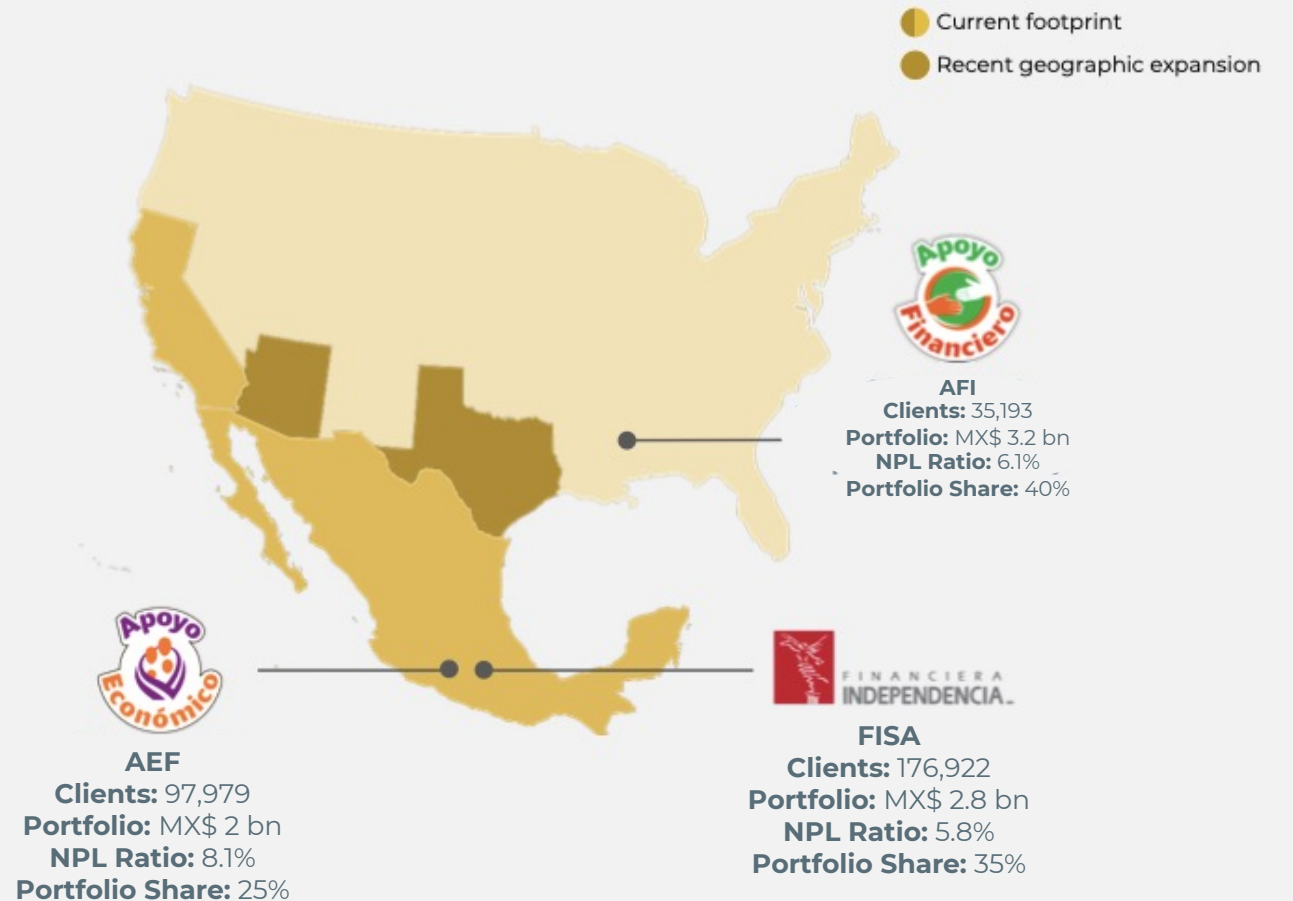 Current footprint
Recent geographic expansion
Apoyo
Financiero
AFI
Clients: 35,193
Portfolio: MX$ 3.2 bn
NPL Ratio: 6.1%
Portfolio Share: 40%
Apoyo
Económico
AEF
Clients: 97,979
Portfolio: MX$ 2 bn
NPL Ratio: 8.1%
Portfolio Share: 25%
FINANCIERA
INDEPENDENCIA
FISA
Clients: 176,922
Portfolio: MX$ 2.8 bn
NPL Ratio: 5.8%
Portfolio Share: 35%